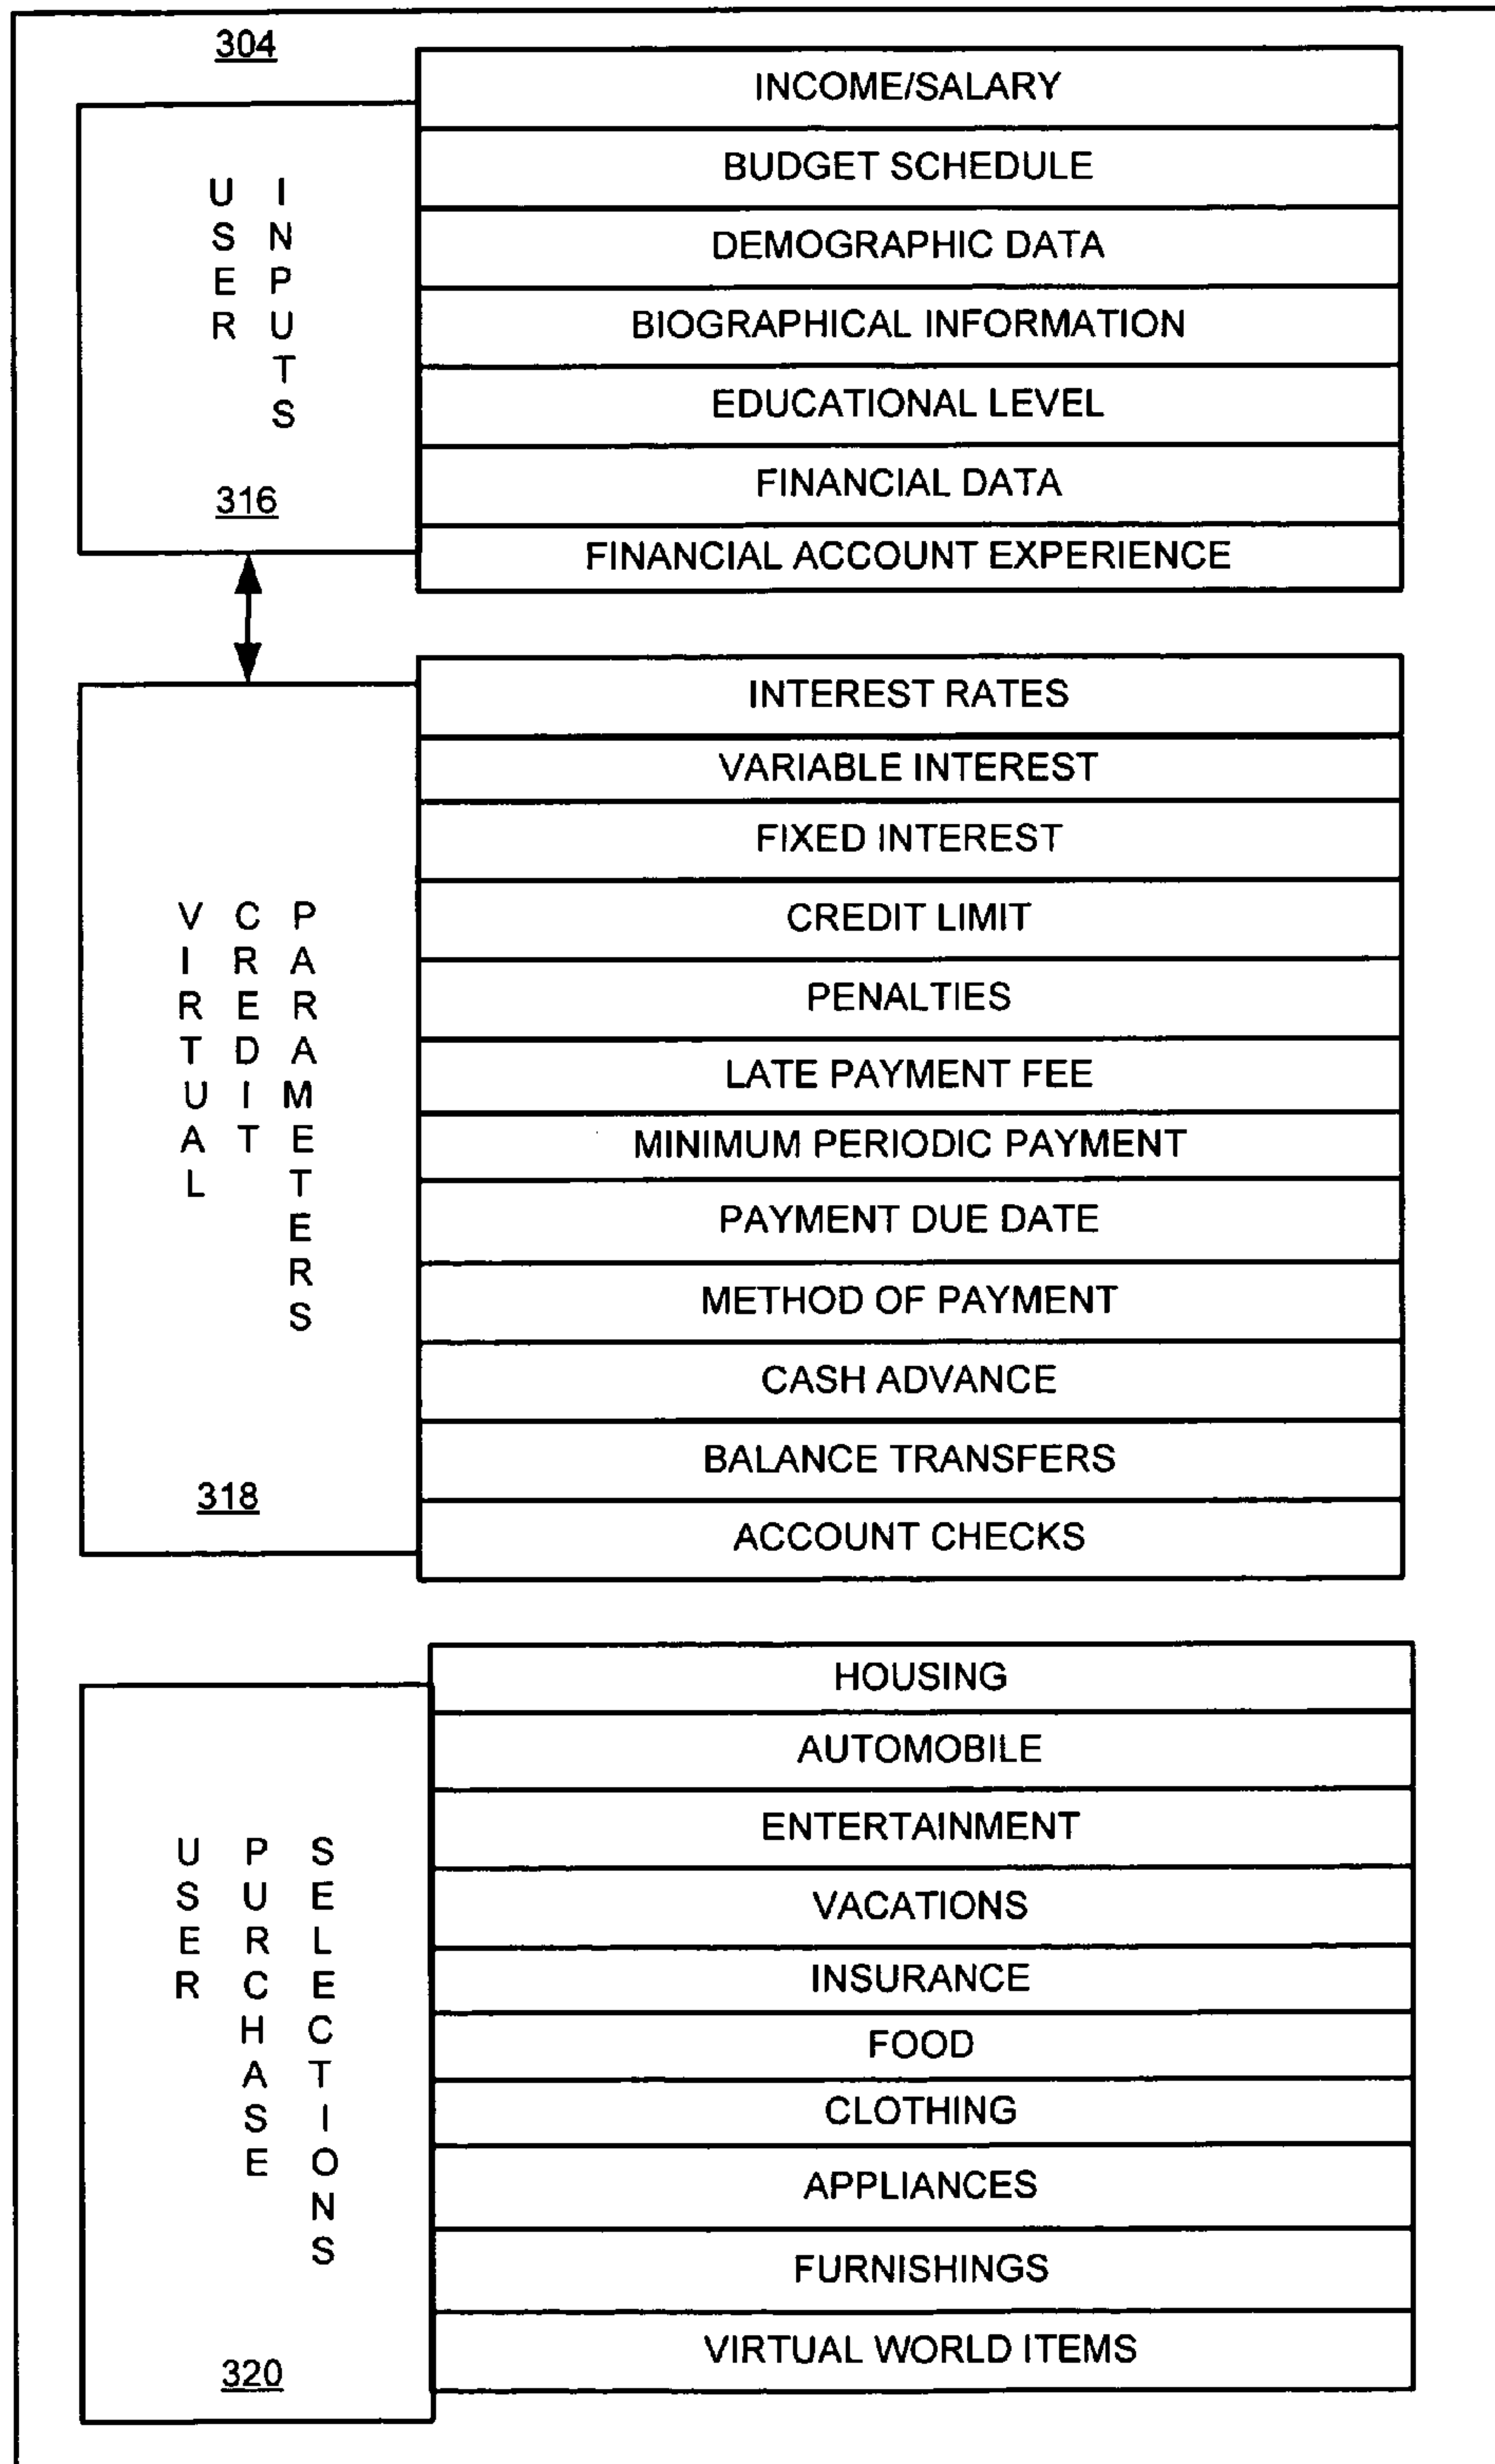 304
USER INPUTS
316
INCOME/SALARY
BUDGET SCHEDULE
DEMOGRAPHIC DATA
BIOGRAPHICAL INFORMATION
EDUCATIONAL LEVEL
FINANCIAL DATA
FINANCIAL ACCOUNT EXPERIENCE
VIRTUAL CREDIT PARAMETERS
318
INTEREST RATES
VARIABLE INTEREST
FIXED INTEREST
CREDIT LIMIT
PENALTIES
LATE PAYMENT FEE
MINIMUM PERIODIC PAYMENT
PAYMENT DUE DATE
METHOD OF PAYMENT
CASH ADVANCE
BALANCE TRANSFERS
ACCOUNT CHECKS
USER PURCHASE SELECTIONS
320
HOUSING
AUTOMOBILE
ENTERTAINMENT
VACATIONS
INSURANCE
FOOD
CLOTHING
APPLIANCES
FURNISHINGS
VIRTUAL WORLD ITEMS